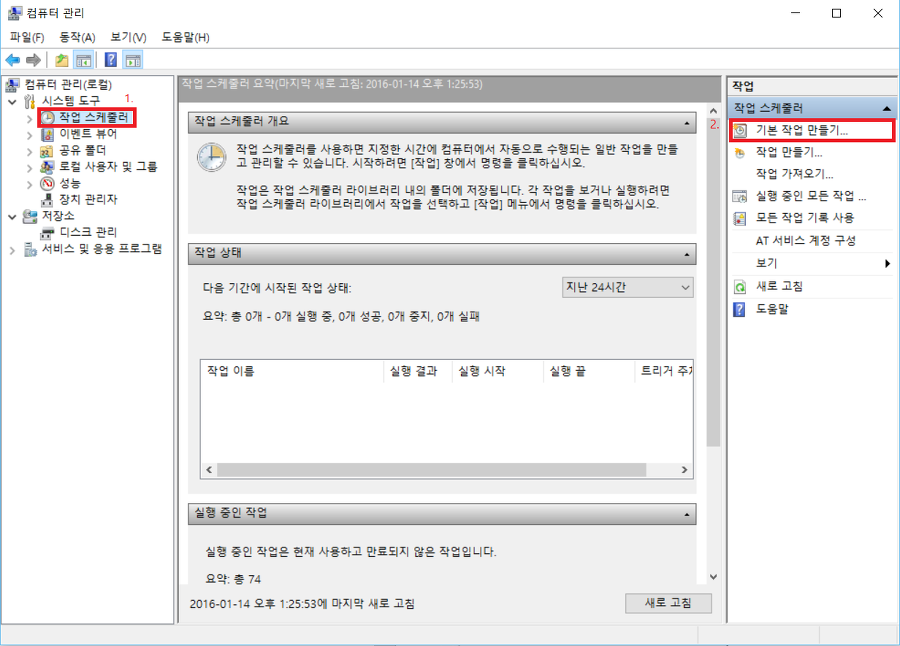 컴퓨터 관리
파일(F) 동작(A) 보기(V) 도움말(H)
컴퓨터 관리(로컬)
시스템 도구 1.
작업 스케줄러
이벤트 뷰어
공유 폴더
로컬 사용자 및 그룹
성능
장치 관리자
저장소
디스크 관리
서비스 및 응용 프로그램
작업 스케줄러 요약(마지막 새로 고침: 2016-01-14 오후 1:25:53)
작업 스케줄러 개요
작업 스케줄러를 사용하면 지정한 시간에 컴퓨터에서 자동으로 수행되는 일반 작업을 만들
고 관리할 수 있습니다. 시작하려면 [작업] 창에서 명령을 클릭하십시오.
작업은 작업 스케줄러 라이브러리 내의 폴더에 저장됩니다. 각 작업을 보거나 실행하려면
작업 스케줄러 라이브러리에서 작업을 선택하고 [작업] 메뉴에서 명령을 클릭하십시오.
작업 상태
다음 기간에 시작된 작업 상태: 지난 24시간
요약: 총 0개 - 0개 실행 중, 0개 성공, 0개 중지, 0개 실패
작업 이름 실행 결과 실행 시작 실행 끝 트리거
실행 중인 작업
실행 중인 작업은 현재 사용하고 만료되지 않은 작업입니다.
요약: 총 74
2016-01-14 오후 1:25:53에 마지막 새로 고침 새로 고침
작업
작업 스케줄러
2.
기본 작업 만들기...
작업 만들기...
작업 가져오기...
실행 중인 모든 작업 ...
모든 작업 기록 사용
AT 서비스 계정 구성
보기
새로 고침
도움말